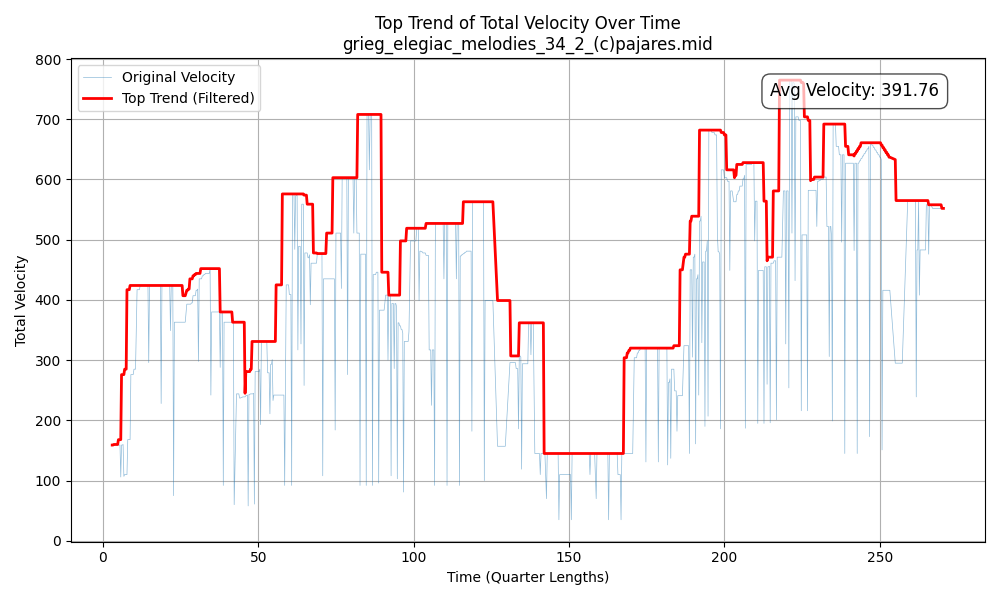 Top Trend of Total Velocity Over Time
grieg_elegiac_melodies_34_2_(c)pajares.mid
Original Velocity
Top Trend (Filtered)
Avg Velocity: 391.76
Total Velocity
800
700
600
500
400
300
200
100
0
0 50 100 150 200 250
Time (Quarter Lengths)